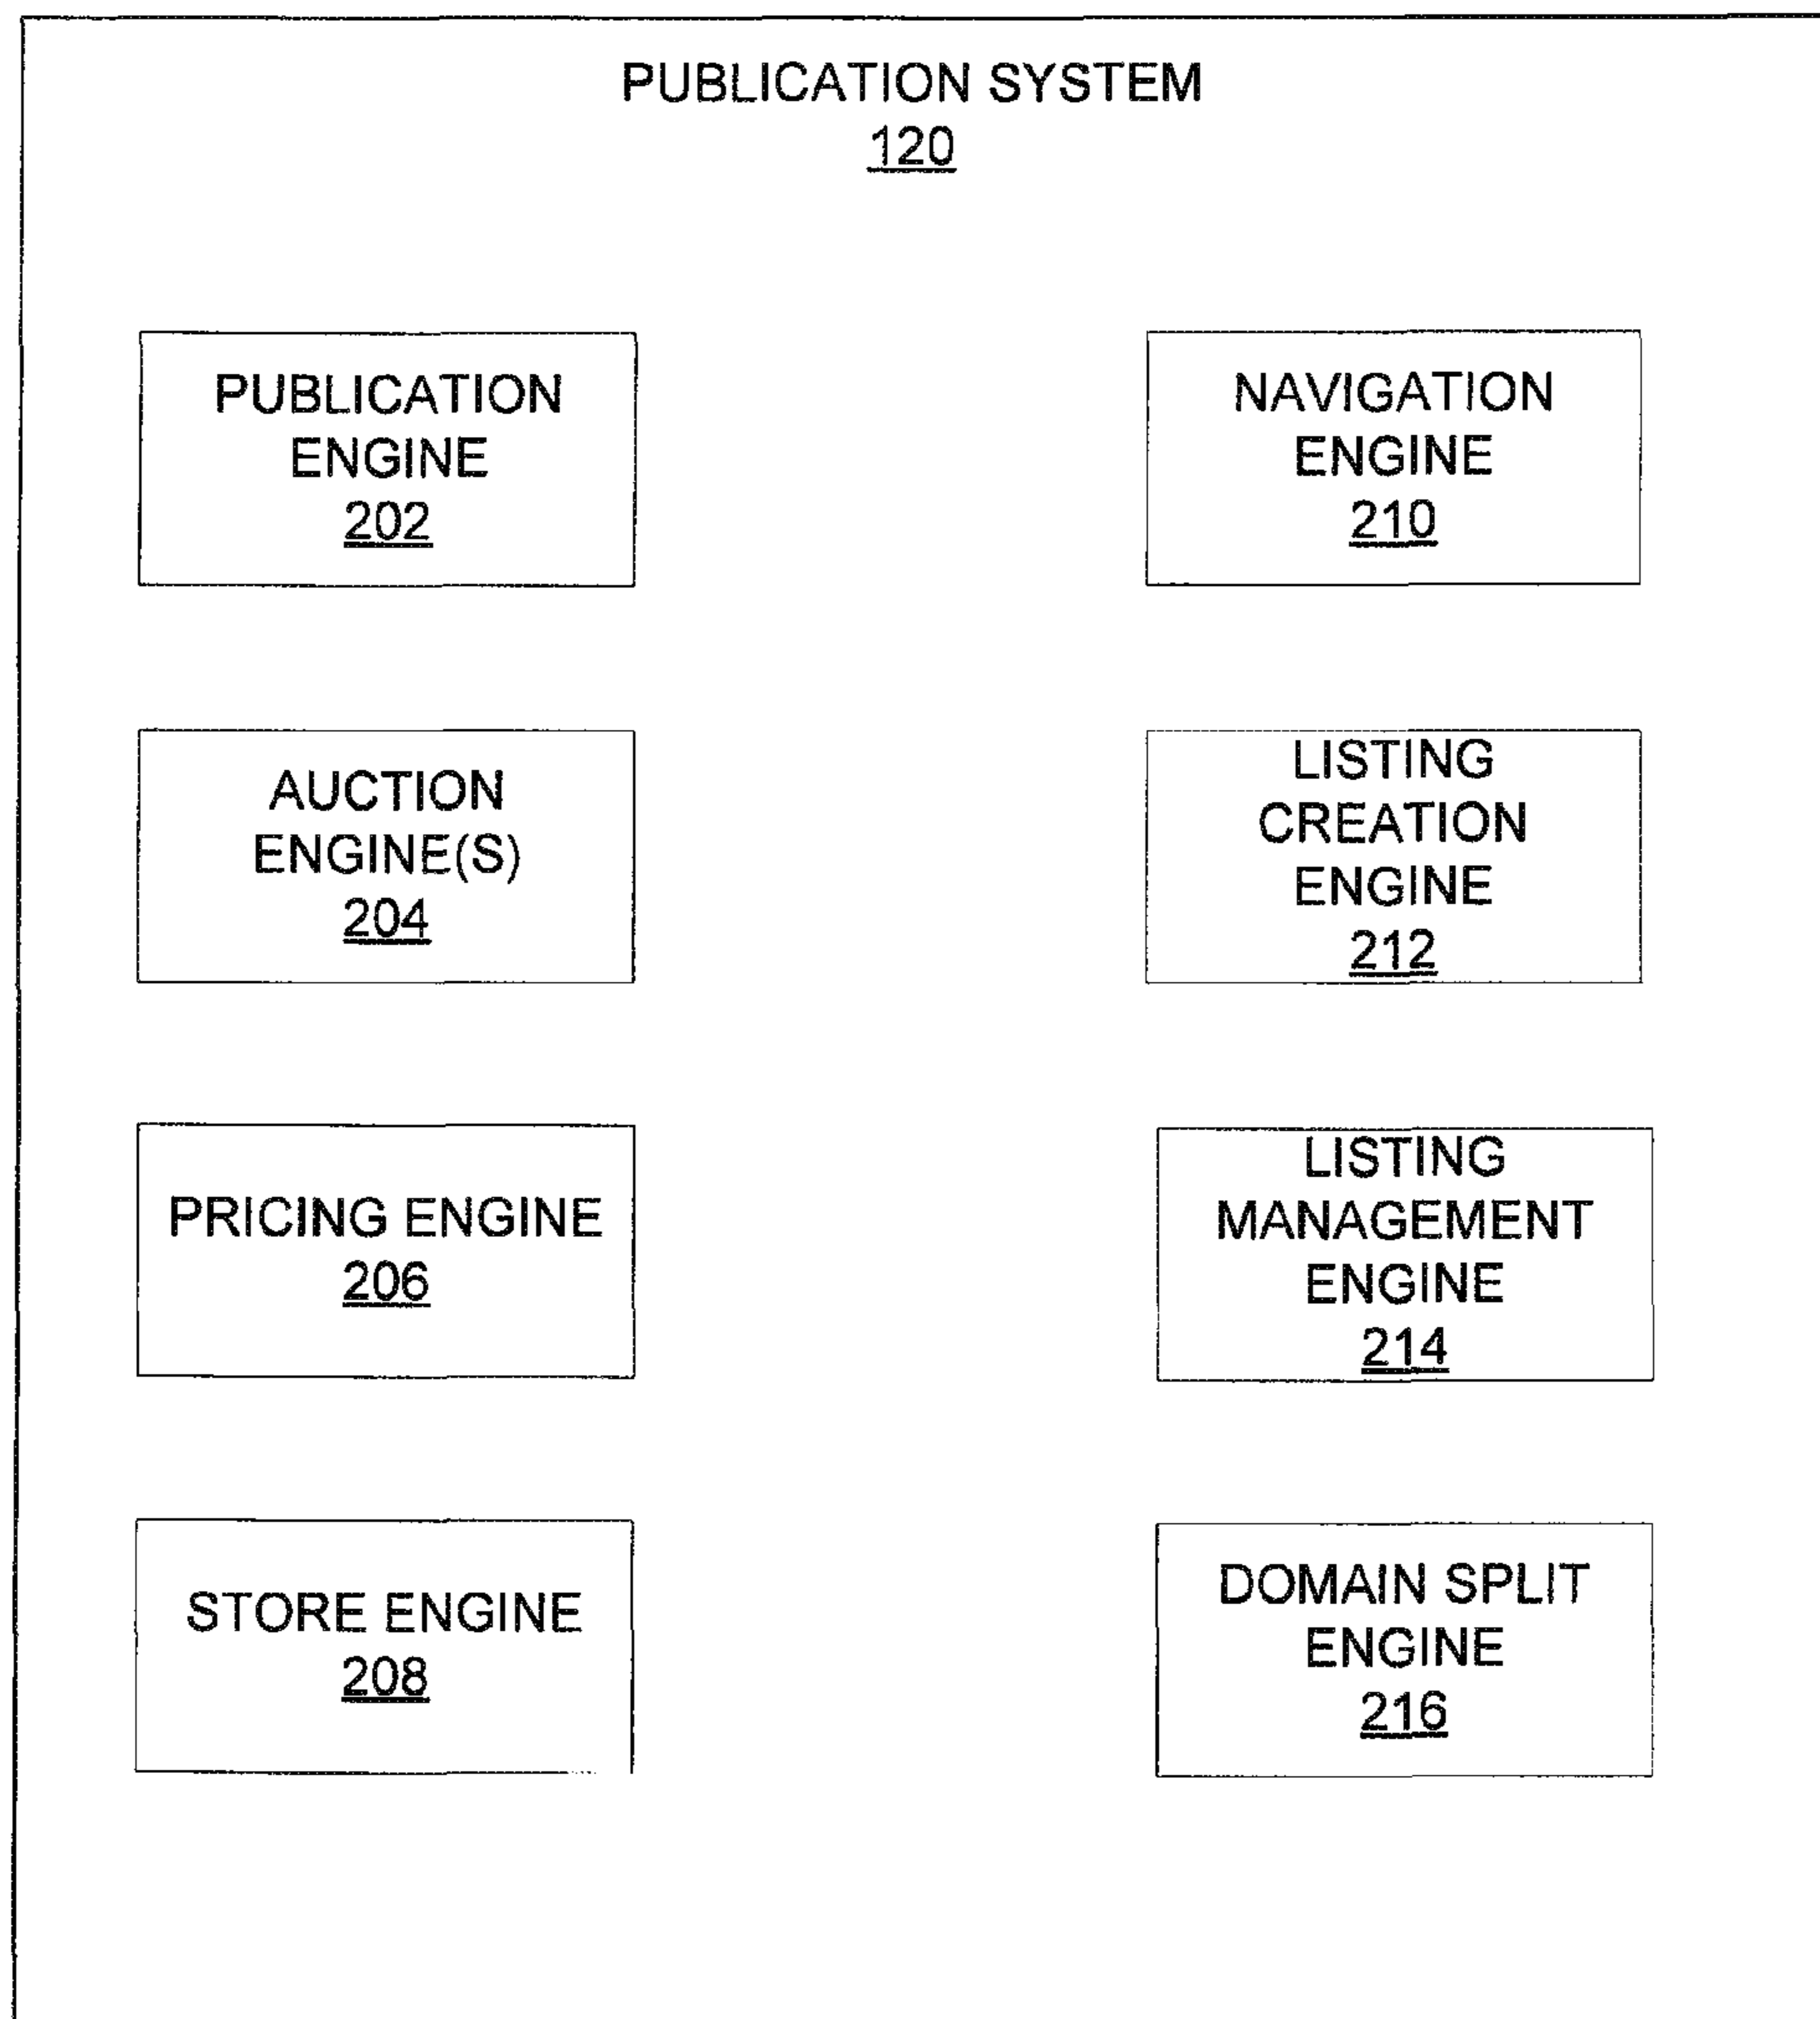 PUBLICATION SYSTEM
120
PUBLICATION
ENGINE
202
NAVIGATION
ENGINE
210
AUCTION
ENGINE(S)
204
LISTING
CREATION
ENGINE
212
PRICING ENGINE
206
LISTING
MANAGEMENT
ENGINE
214
STORE ENGINE
208
DOMAIN SPLIT
ENGINE
216